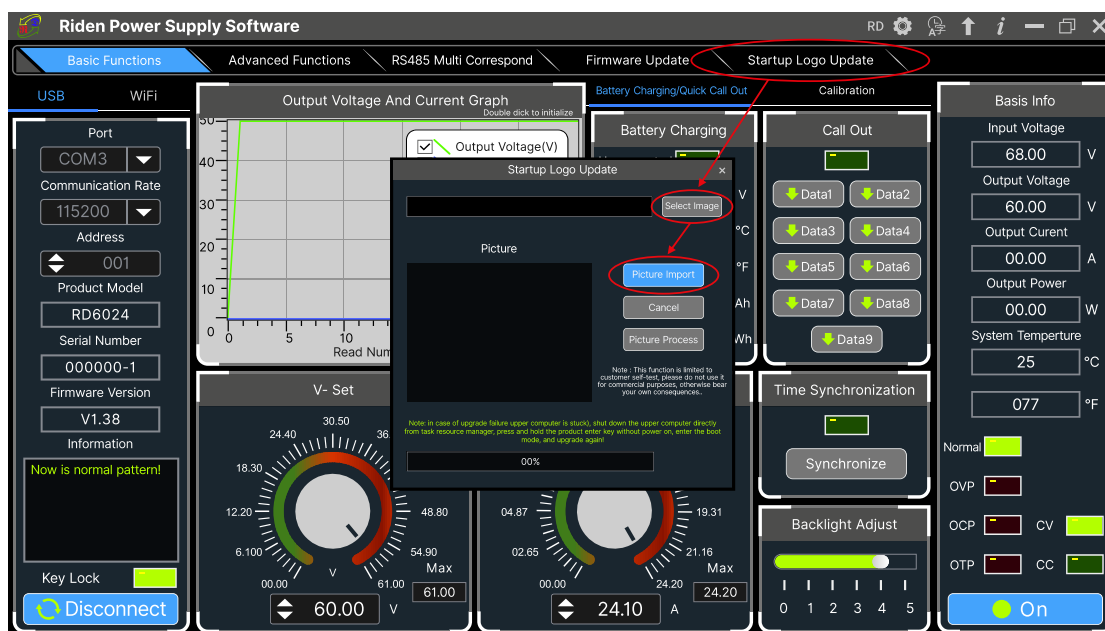 Riden Power Supply Software
RD
Basic Functions
Advanced Functions
RS485 Multi Correspond
Firmware Update
Startup Logo Update
USB
WiFi
Port
COM3
Communication Rate
115200
Address
001
Product Model
RD6024
Serial Number
000000-1
Firmware Version
V1.38
Information
Now is normal pattern!
Key Lock
Disconnect
Output Voltage And Current Graph
Double dick to initialize
50
40
30
20
10
0
0
5
10
Read Num
Output Voltage(V)
Battery Charging/Quick Call Out
Calibration
Battery Charging
V
°C
°F
Ah
Wh
Call Out
Data1
Data2
Data3
Data4
Data5
Data6
Data7
Data8
Data9
Startup Logo Update
×
Select Image
Picture
Picture Import
Cancel
Picture Process
Note : This function is limited to
customer self-test, please do not use it
for commercial purposes, otherwise bear
your own consequences..
Note: in case of upgrade failure upper computer is stuck), shut down the upper computer directly
from task resource manager, press and hold the product enter key without power on, enter the boot
mode, and upgrade again!
00%
V- Set
00.00
6.100
12.20
18.30
24.40
30.50
36.
48.80
54.90
61.00
V
Max
61.00
60.00
V
00.00
02.65
04.87
19.31
21.16
24.20
Max
24.20
24.10
A
Time Synchronization
Synchronize
Backlight Adjust
0 1 2 3 4 5
Basis Info
Input Voltage
68.00 V
Output Voltage
60.00 V
Output Curent
00.00 A
Output Power
00.00 W
System Temperture
25 °C
077 °F
Normal
OVP
OCP
CV
OTP
CC
On